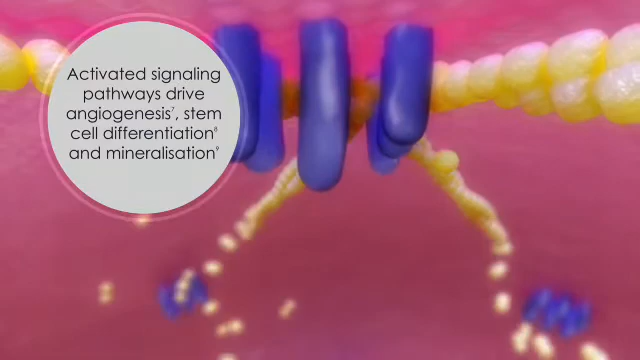 Activated signaling
pathways drive
angiogenesis⁷, stem
cell differentiation⁸
and mineralisation⁹